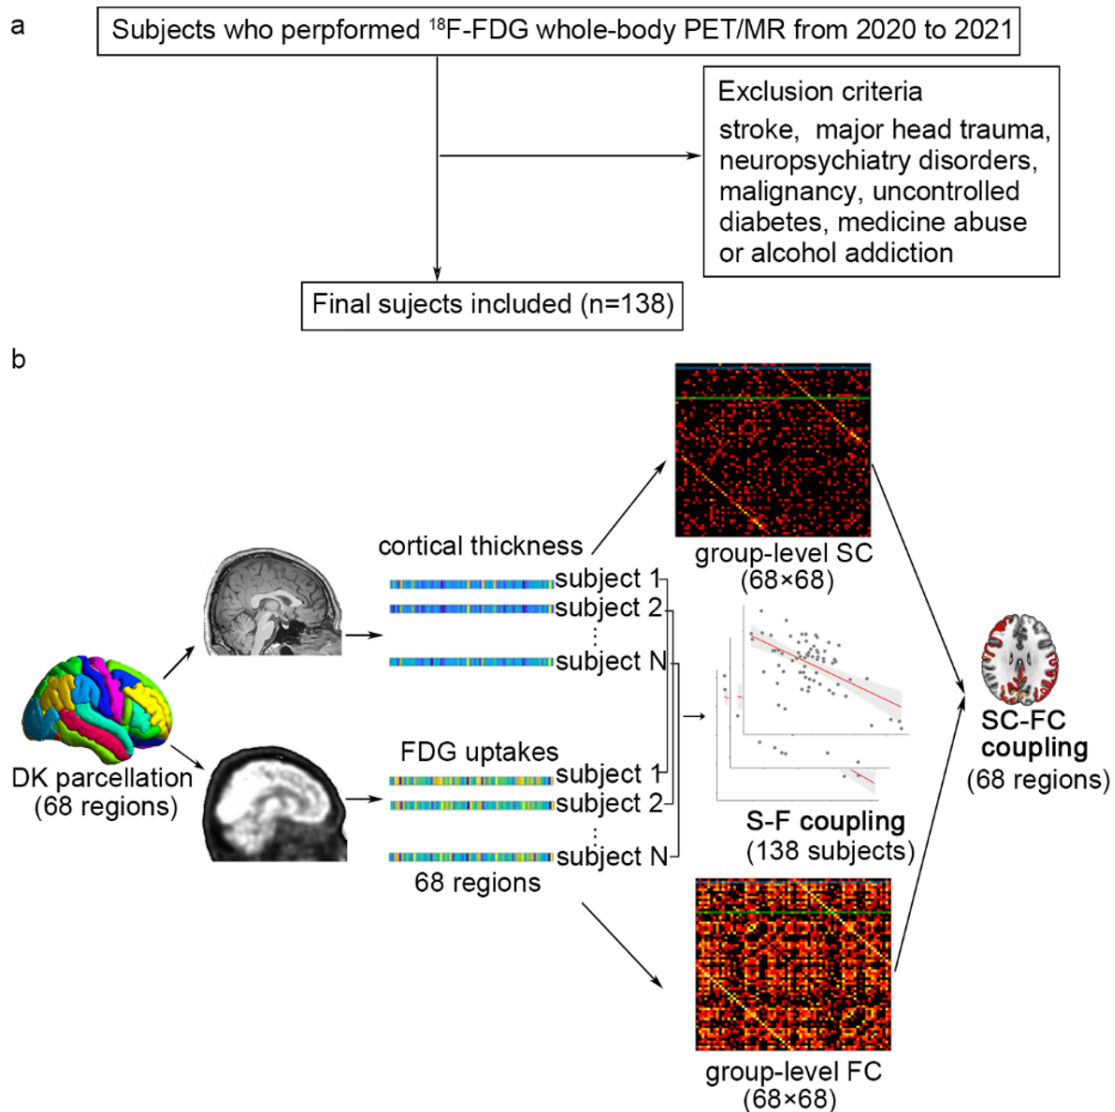 a
Subjects who perpformed ¹⁸F-FDG whole-body PET/MR from 2020 to 2021
Exclusion criteria
stroke, major head trauma,
neuropsychiatry disorders,
malignancy, uncontrolled
diabetes, medicine abuse
or alcohol addiction
Final sujects included (n=138)
b
group-level SC
(68×68)
cortical thickness
subject 1
subject 2
subject N
DK parcellation
(68 regions)
FDG uptakes
subject 1
subject 2
subject N
68 regions
S-F coupling
(138 subjects)
SC-FC
coupling
(68 regions)
group-level FC
(68×68)